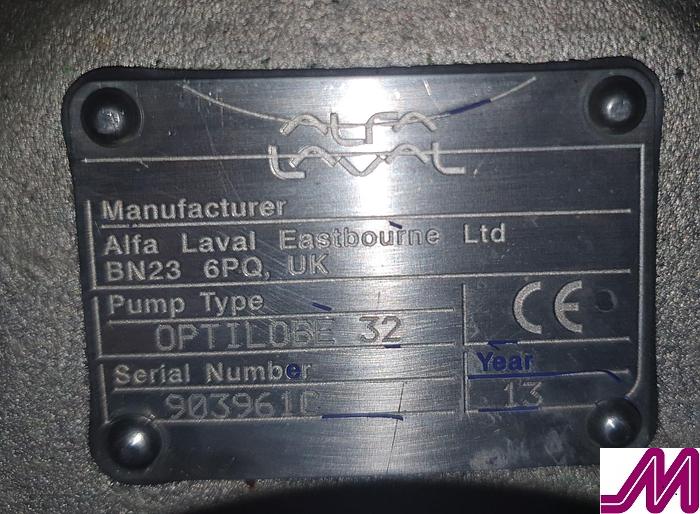 ALFA
LAVAL
Manufacturer
Alfa Laval Eastbourne Ltd
BN23 6PQ, UK
Pump Type
OPTILOBE 32
CE
Serial Number
Year
903961C
13
M